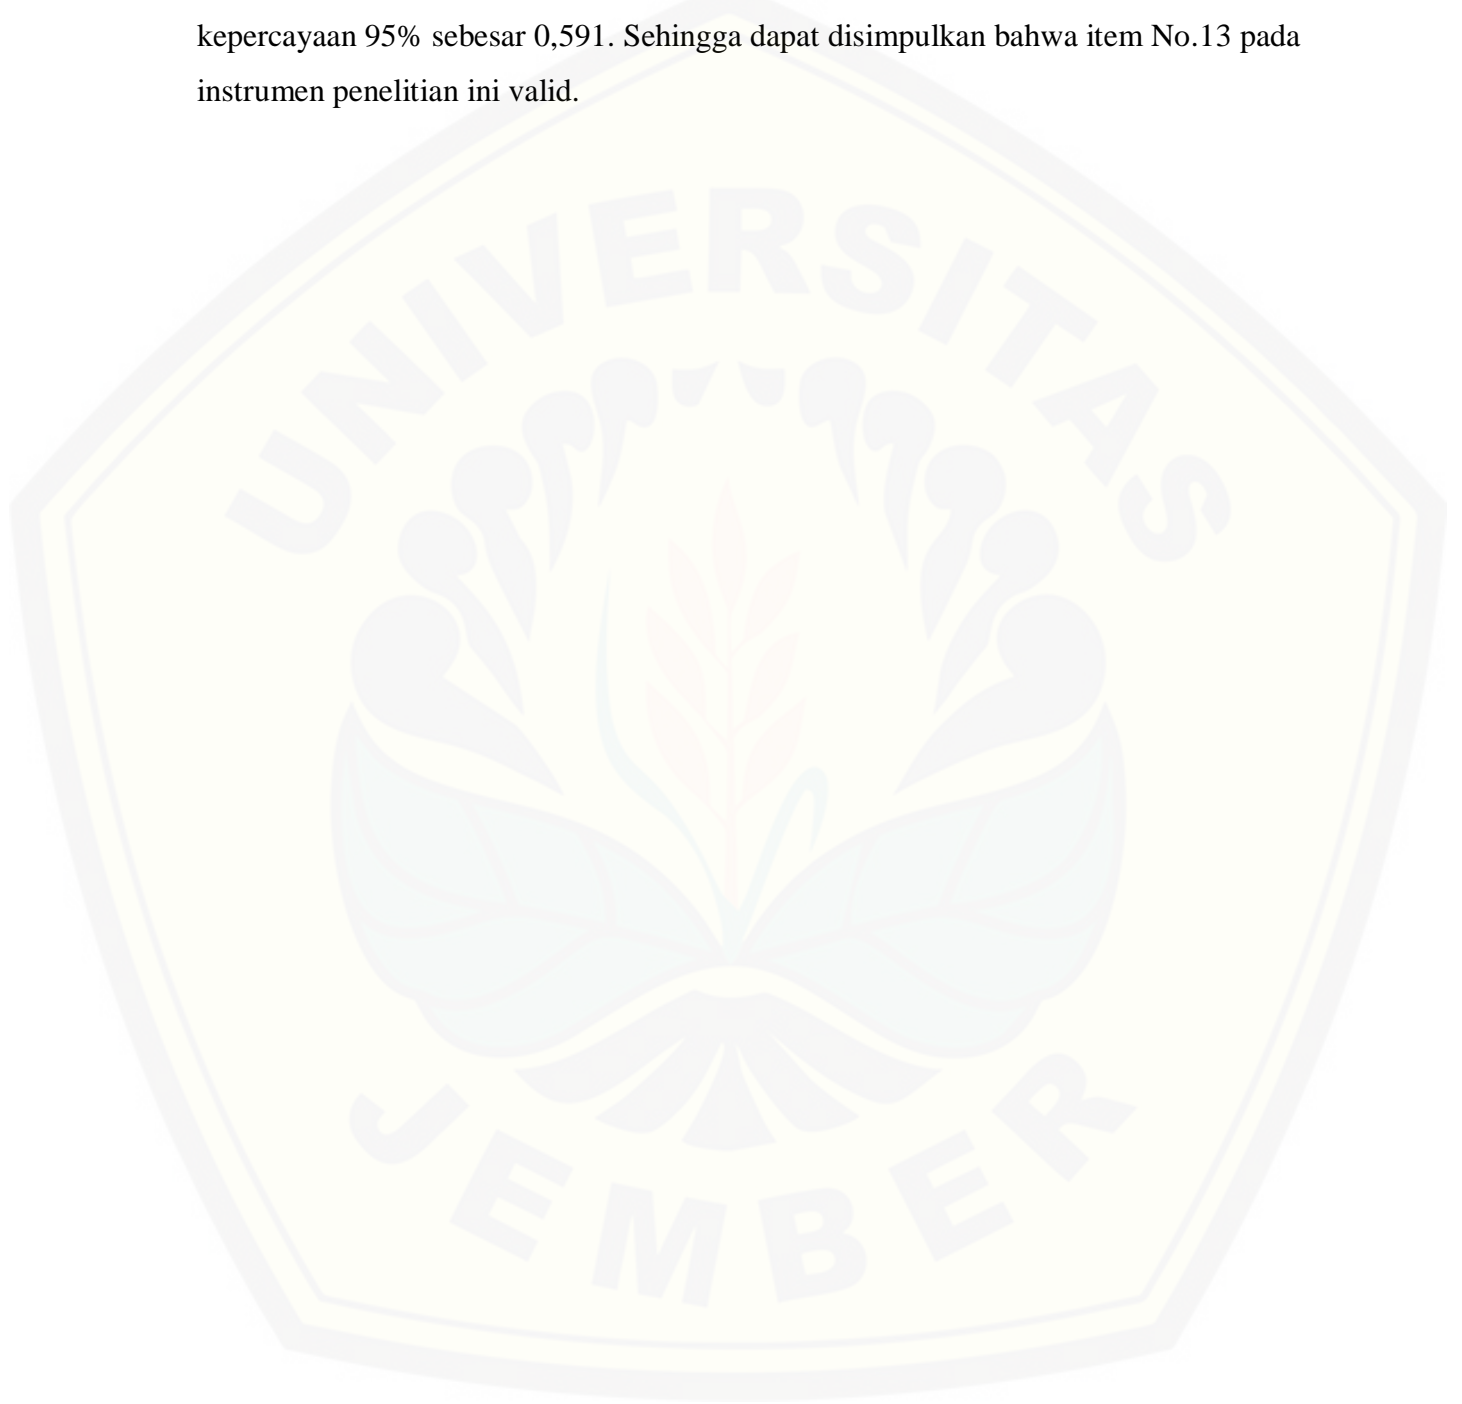 kepercayaan 95% sebesar 0,591. Sehingga dapat disimpulkan bahwa item No.13 pada
instrumen penelitian ini valid.
UNIVERSITAS
JEMBER